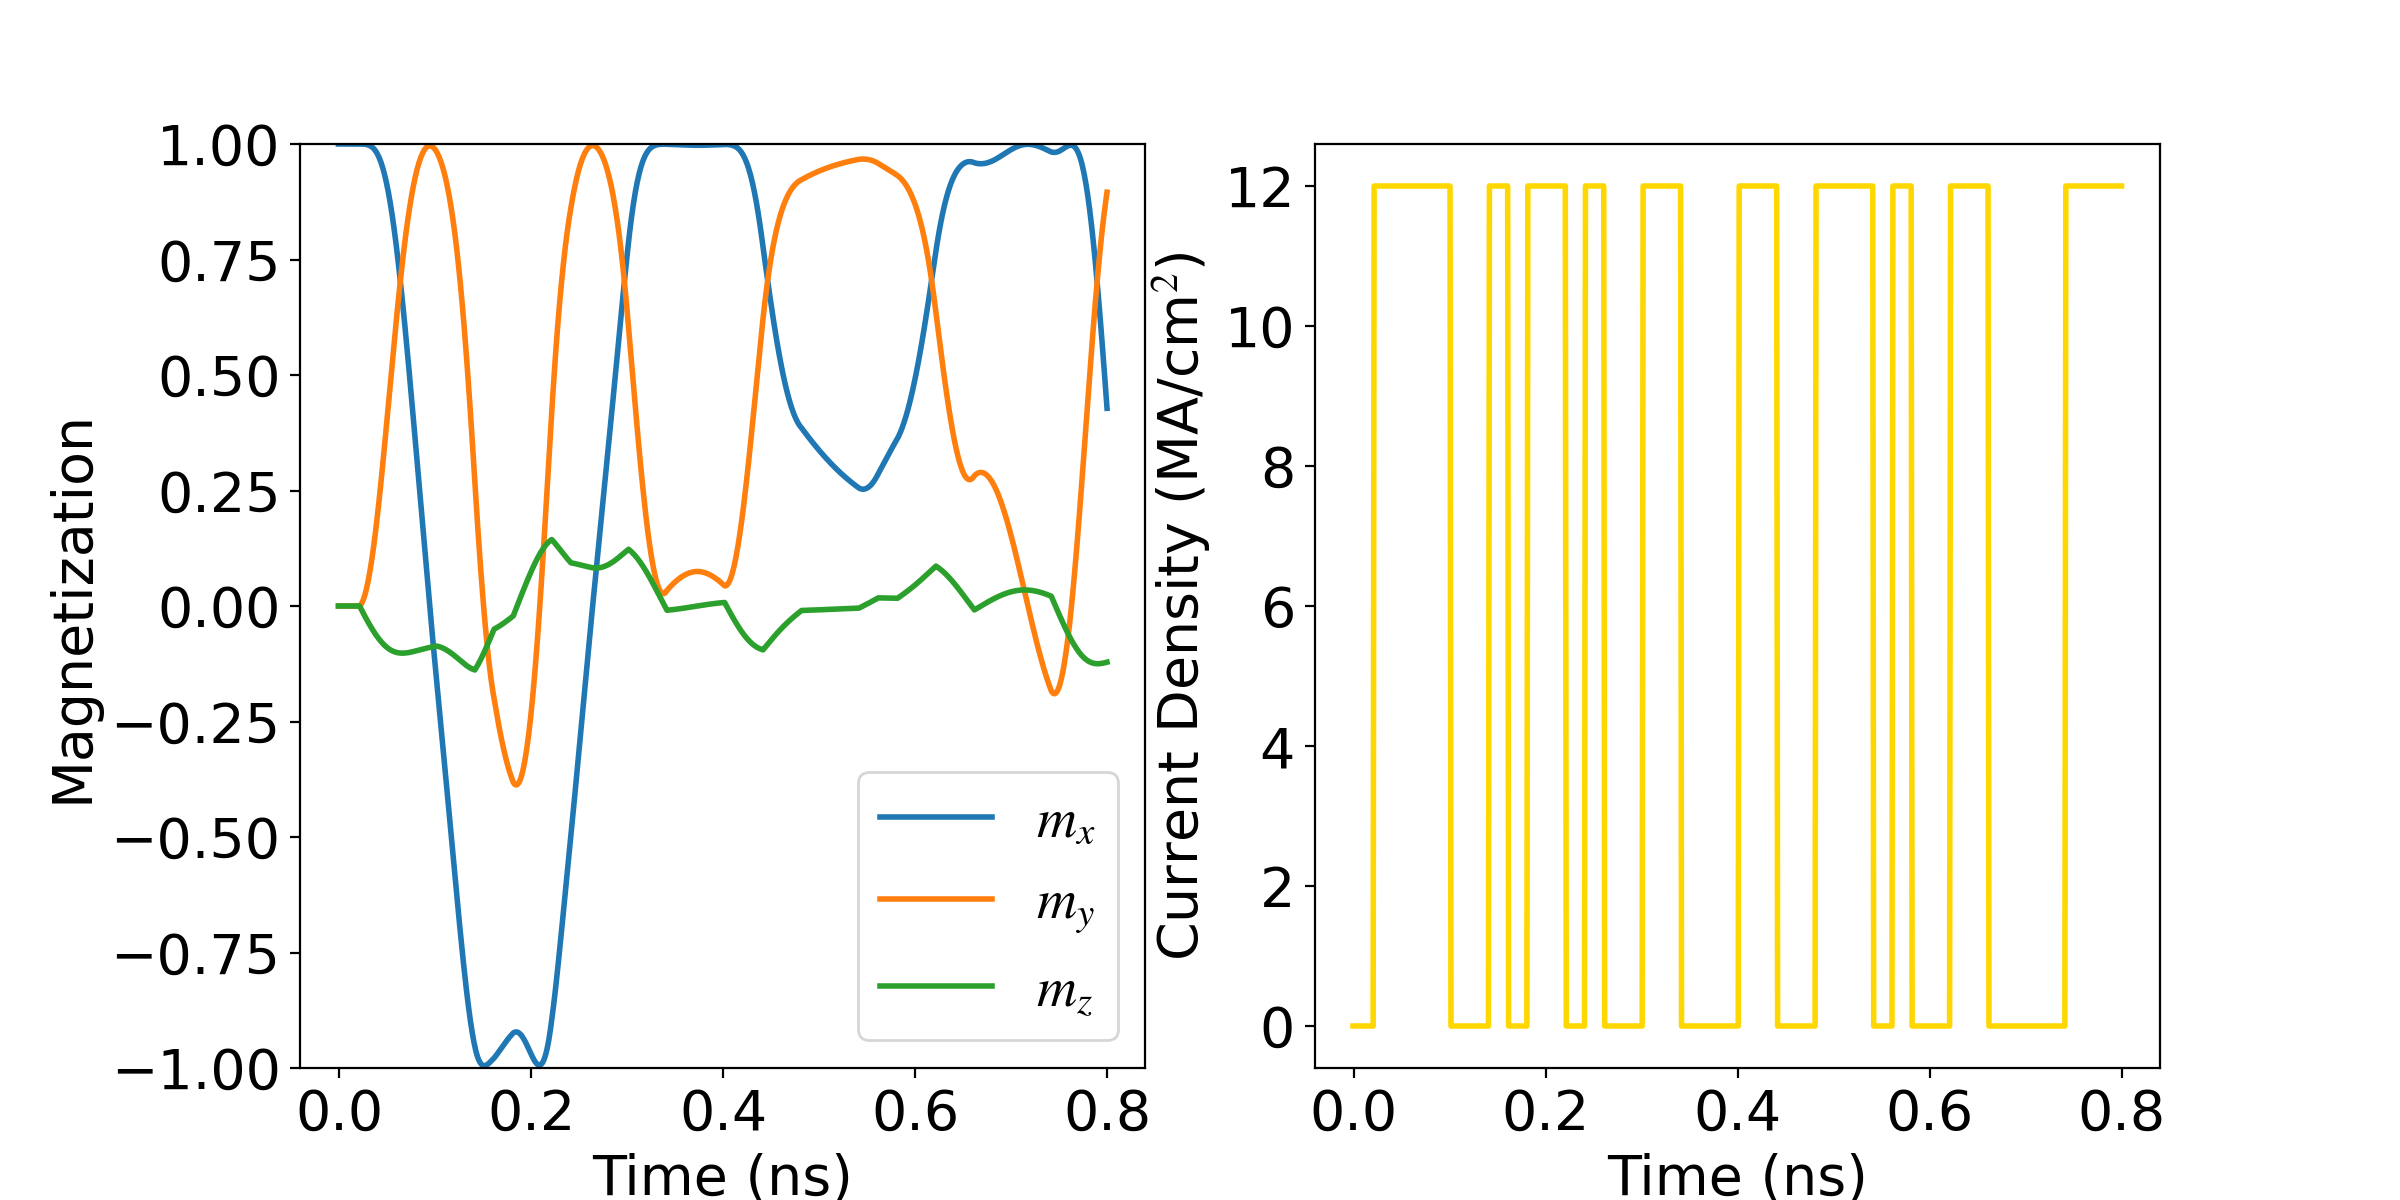 Magnetization
1.00
0.75
0.50
0.25
0.00
−0.25
−0.50
−0.75
−1.00
0.0 0.2 0.4 0.6 0.8
Time (ns)
m_x
m_y
m_z
Current Density (MA/cm²)
12
10
8
6
4
2
0
0.0 0.2 0.4 0.6 0.8
Time (ns)